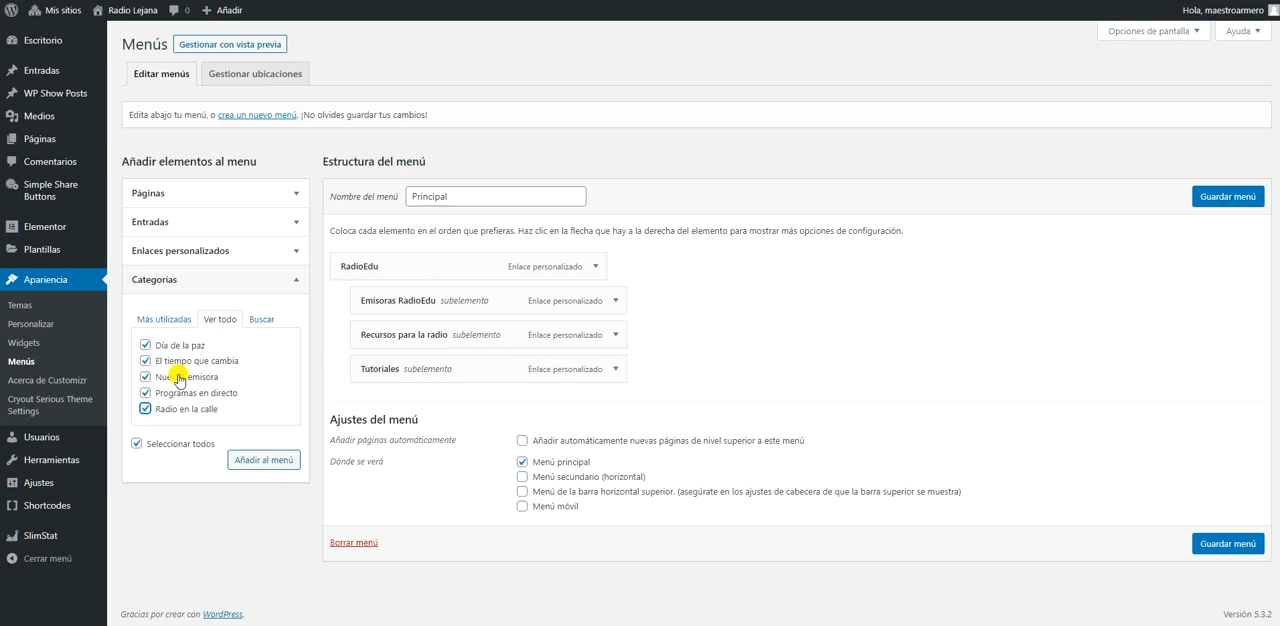 Mis sitios Radio Lejana 0 Añadir Hola, maestroarmero
Opciones de pantalla Ayuda
Escritorio
Entradas
WP Show Posts
Medios
Páginas
Comentarios
Simple Share
Buttons
Elementor
Plantillas
Apariencia
Temas
Personalizar
Widgets
Menús
Acerca de Customizr
Cryout Serious Theme
Settings
Usuarios
Herramientas
Ajustes
Shortcodes
SlimStat
Cerrar menú
Menús Gestionar con vista previa
Editar menús Gestionar ubicaciones
Edita abajo tu menú, o crea un nuevo menú. ¡No olvides guardar tus cambios!
Añadir elementos al menu
Páginas
Entradas
Enlaces personalizados
Categorías
Más utilizadas Ver todo Buscar
Día de la paz
El tiempo que cambia
emisora
Programas en directo
Radio en la calle
Seleccionar todos
Añadir al menú
Estructura del menú
Nombre del menú Principal Guardar menú
Coloca cada elemento en el orden que prefieras. Haz clic en la flecha que hay a la derecha del elemento para mostrar más opciones de configuración.
RadioEdu Enlace personalizado
Emisoras RadioEdu subelemento Enlace personalizado
Recursos para la radio subelemento Enlace personalizado
Tutoriales subelemento Enlace personalizado
Ajustes del menú
Añadir páginas automáticamente Añadir automáticamente nuevas páginas de nivel superior a este menú
Dónde se verá Menú principal
Menú secundario (horizontal)
Menú de la barra horizontal superior. (asegúrate en los ajustes de cabecera de que la barra superior se muestra)
Menú móvil
Borrar menú Guardar menú
Gracias por crear con WordPress. Versión 5.3.2